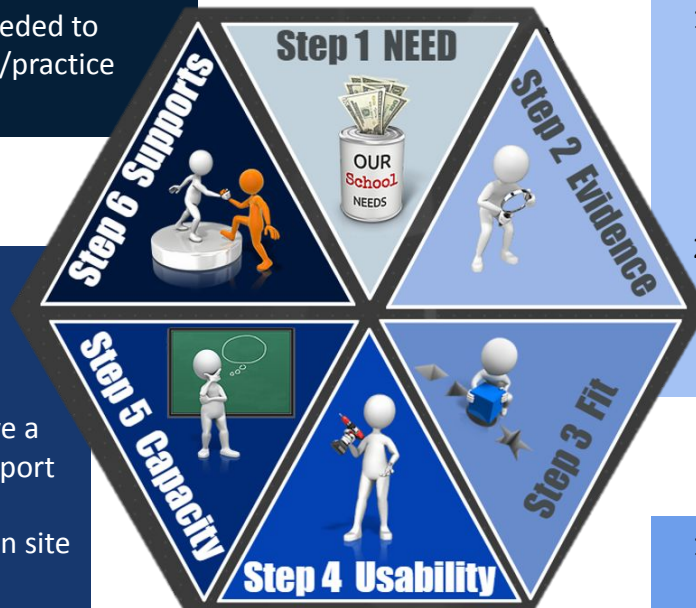 eded to
/practice
Step 1 NEED
OUR
School
NEEDS
Step 2 Evidence
Step 3 Fit
Step 4 Usability
Step 5 Capacity
Step 6 Supports
e a
port
n site